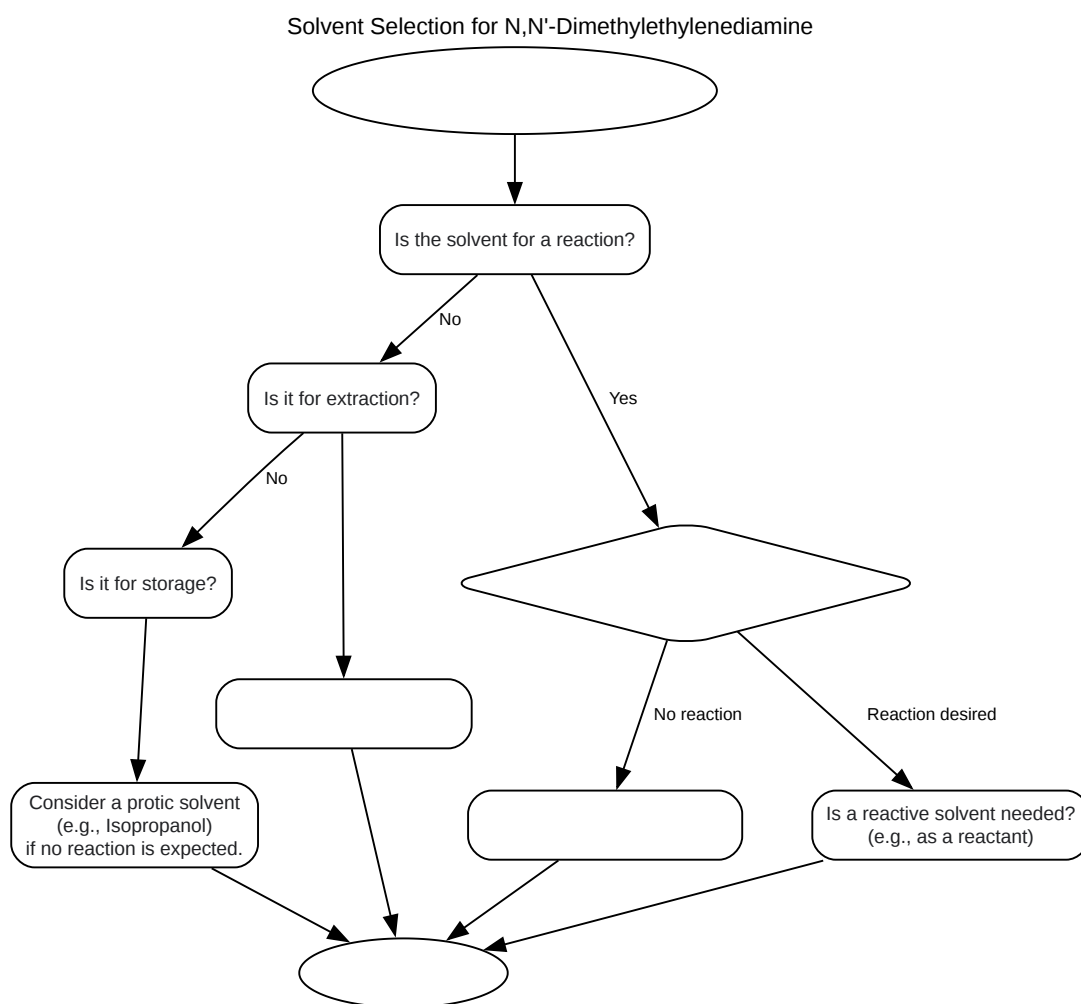 Solvent Selection for N,N'-Dimethylethylenediamine
Is the solvent for a reaction?
No
Is it for extraction?
Yes
No
Is it for storage?
No reaction
Reaction desired
Consider a protic solvent
(e.g., Isopropanol)
if no reaction is expected.
Is a reactive solvent needed?
(e.g., as a reactant)